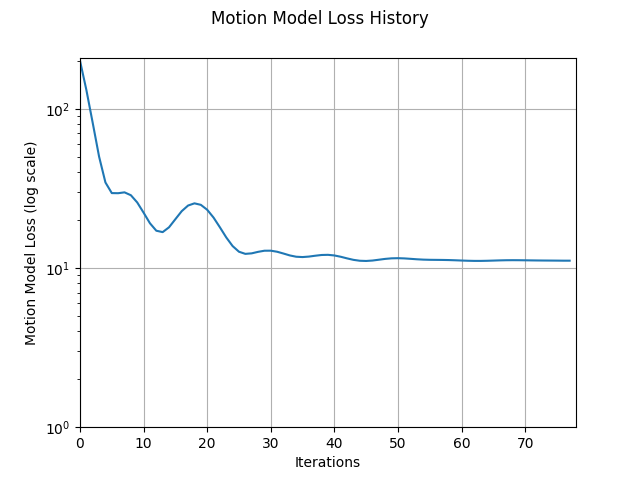 Motion Model Loss History
Motion Model Loss (log scale)
10²
10¹
10⁰
0 10 20 30 40 50 60 70
Iterations